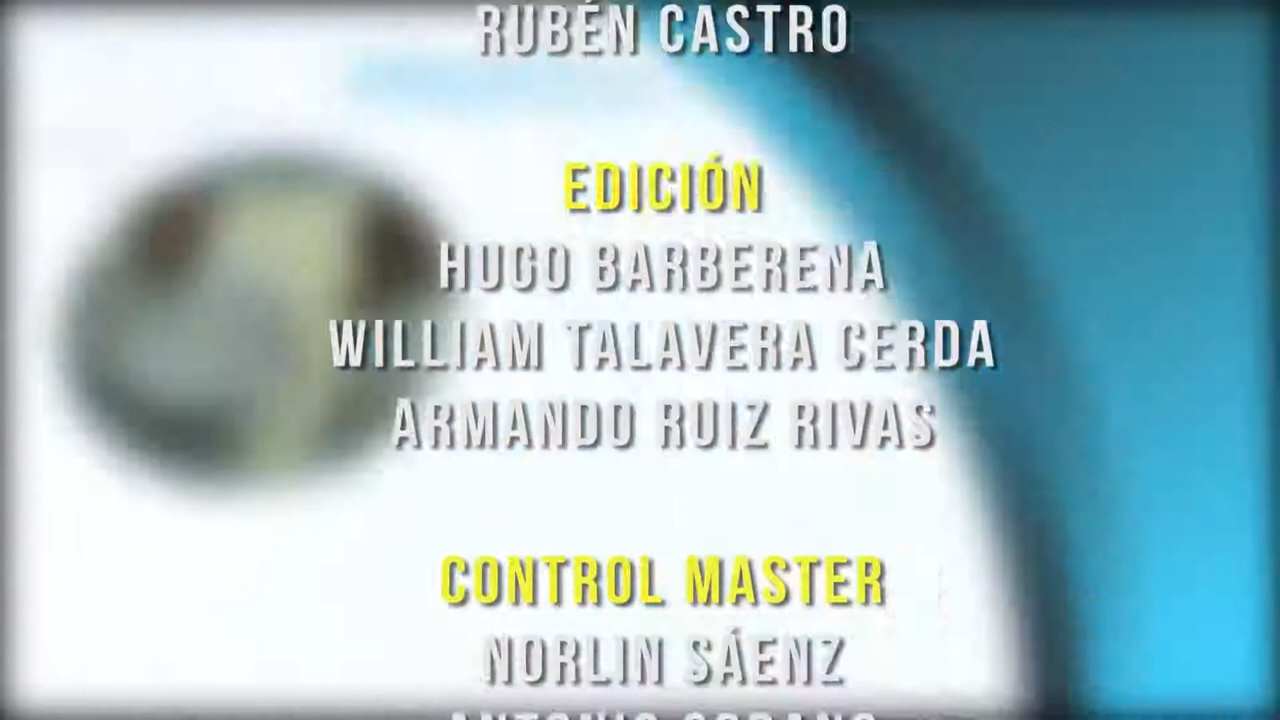 RUBÉN CASTRO
EDICIÓN
HUGO BARBERENA
WILLIAM TALAVERA CERDA
ARMANDO RUIZ RIVAS
CONTROL MASTER
NORLIN SÁENZ